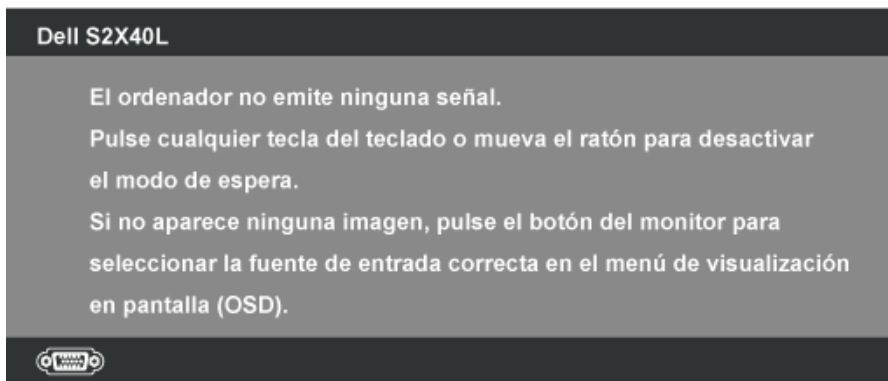 Dell S2X40L
El ordenador no emite ninguna señal.
Pulse cualquier tecla del teclado o mueva el ratón para desactivar
el modo de espera.
Si no aparece ninguna imagen, pulse el botón del monitor para
seleccionar la fuente de entrada correcta en el menú de visualización
en pantalla (OSD).